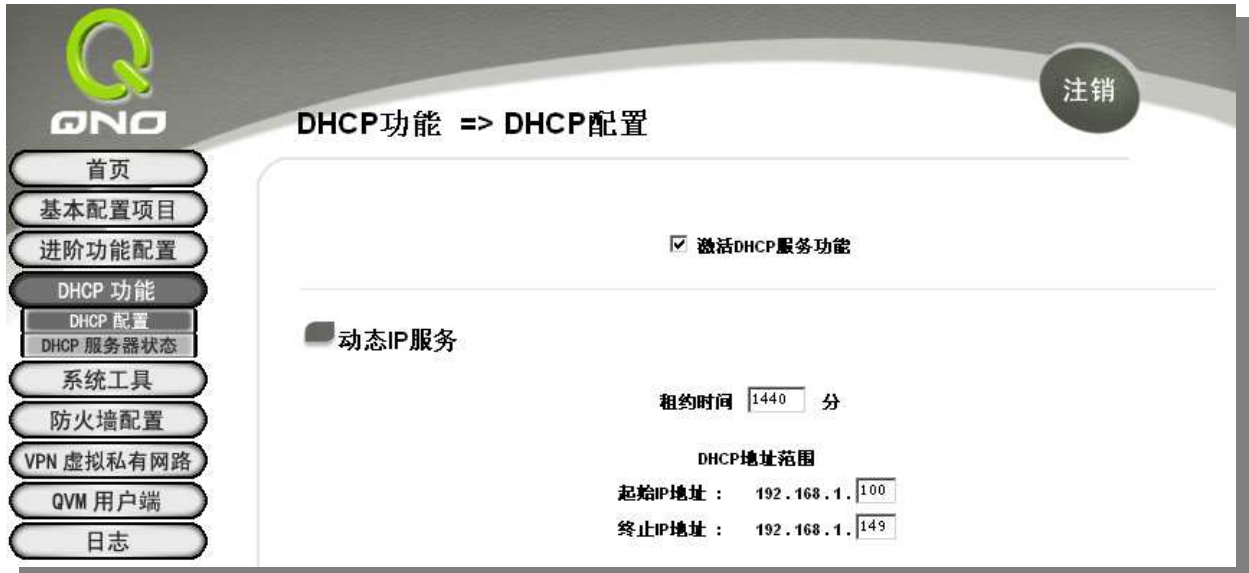 QNO
注销
DHCP功能 => DHCP配置
首页
基本配置项目
进阶功能配置
DHCP 功能
DHCP 配置
DHCP 服务器状态
系统工具
防火墙配置
VPN 虚拟私有网路
QVM 用户端
日志
激活DHCP服务功能
动态IP服务
租约时间 1440 分
DHCP地址范围
起始IP地址 : 192.168.1.100
终止IP地址 : 192.168.1.149